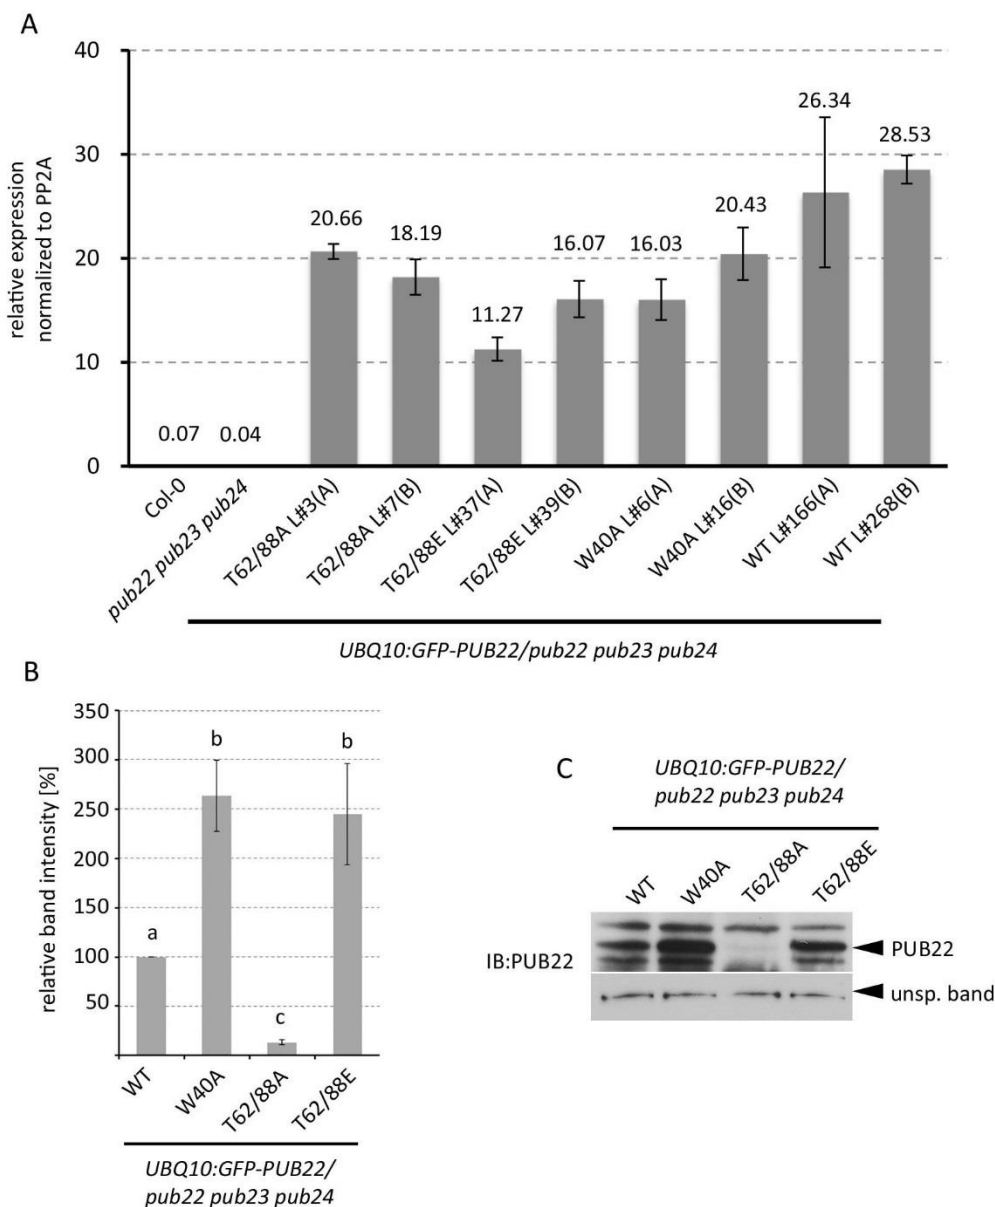 A
relative expression
normalized to PP2A
40
30
20
10
0
0.07
0.04
20.66
18.19
11.27
16.07
16.03
20.43
26.34
28.53
Col-0
pub22 pub23 pub24
T62/88A L#3(A)
T62/88A L#7(B)
T62/88E L#37(A)
T62/88E L#39(B)
W40A L#6(A)
W40A L#16(B)
WT L#166(A)
WT L#268(B)
UBQ10:GFP-PUB22/pub22 pub23 pub24
B
relative band intensity [%]
350
300
250
200
150
100
50
a
b
c
b
WT
W40A
T62/88A
T62/88E
UBQ10:GFP-PUB22/
pub22 pub23 pub24
C
UBQ10:GFP-PUB22/
pub22 pub23 pub24
WT
W40A
T62/88A
T62/88E
IB:PUB22
PUB22
unsp. band